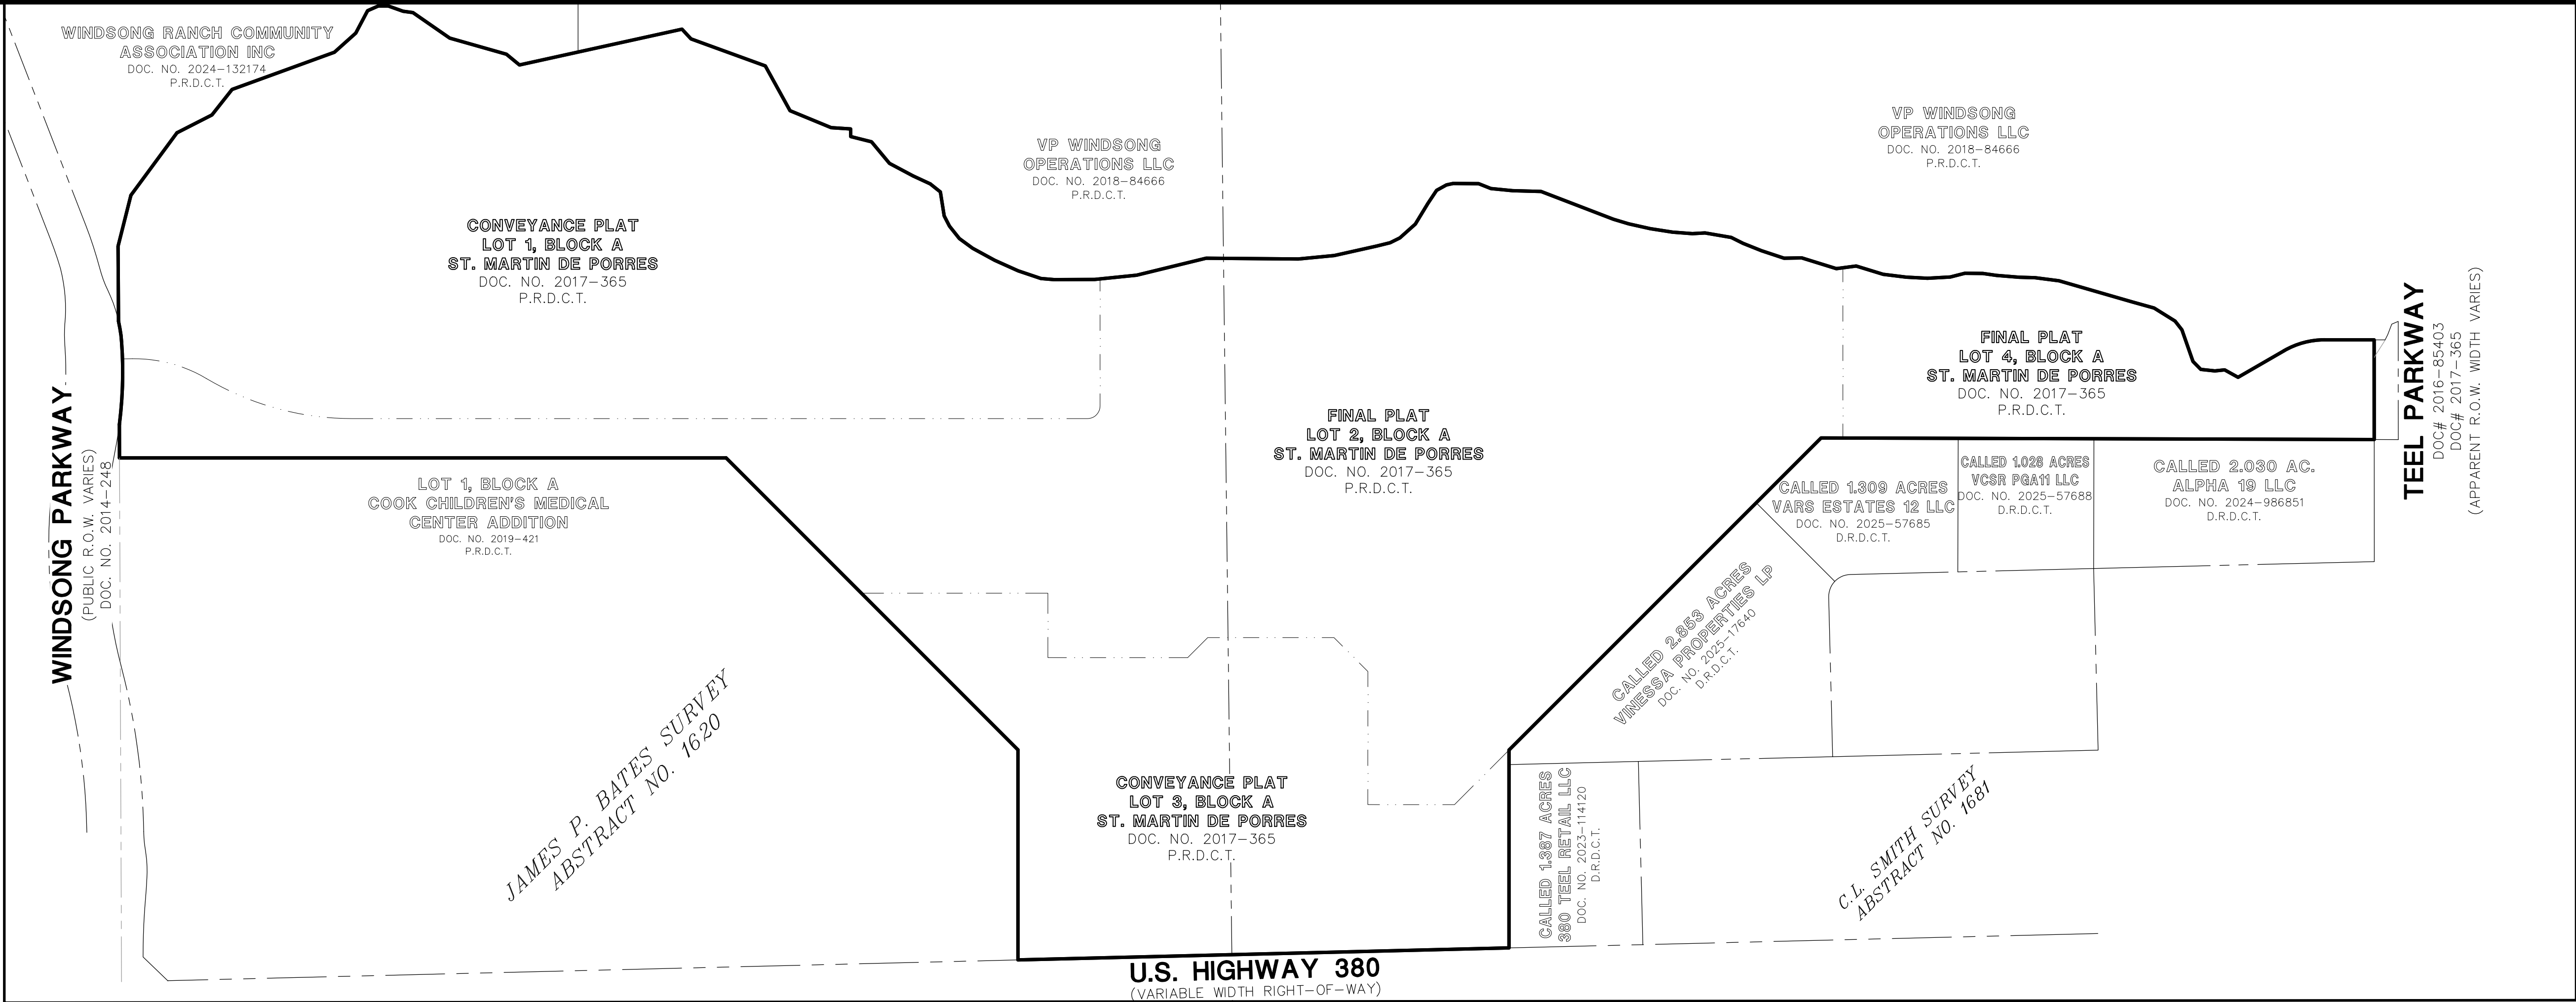 WINDSONG RANCH COMMUNITY
ASSOCIATION INC
DOC. NO. 2024-132174
P.R.D.C.T.
VP WINDSONG
OPERATIONS LLC
DOC. NO. 2018-84666
P.R.D.C.T.
VP WINDSONG
OPERATIONS LLC
DOC. NO. 2018-84666
P.R.D.C.T.
CONVEYANCE PLAT
LOT 1, BLOCK A
ST. MARTIN DE PORRES
DOC. NO. 2017-365
P.R.D.C.T.
FINAL PLAT
LOT 4, BLOCK A
ST. MARTIN DE PORRES
DOC. NO. 2017-365
P.R.D.C.T.
TEEL PARKWAY
DOC# 2016-85403
DOC# 2017-365
(APPARENT R.O.W. WIDTH VARIES)
FINAL PLAT
LOT 2, BLOCK A
ST. MARTIN DE PORRES
DOC. NO. 2017-365
P.R.D.C.T.
WINDSONG PARKWAY
(PUBLIC R.O.W. VARIES)
DOC. NO. 2014-248
LOT 1, BLOCK A
COOK CHILDREN'S MEDICAL
CENTER ADDITION
DOC. NO. 2019-421
P.R.D.C.T.
CALLED 1.309 ACRES
VARS ESTATES 12 LLC
DOC. NO. 2025-57685
D.R.D.C.T.
CALLED 1.028 ACRES
VCSR PGA11 LLC
DOC. NO. 2025-57688
D.R.D.C.T.
CALLED 2.030 AC.
ALPHA 19 LLC
DOC. NO. 2024-986851
D.R.D.C.T.
CALLED 2.853 ACRES
VINESSA PROPERTIES LP
DOC. NO. 2025-17640
D.R.D.C.T.
JAMES P. BATES SURVEY
ABSTRACT NO. 1620
CONVEYANCE PLAT
LOT 3, BLOCK A
ST. MARTIN DE PORRES
DOC. NO. 2017-365
P.R.D.C.T.
CALLED 1.387 ACRES
380 TEEL RETAIL LLC
DOC. NO. 2023-114120
D.R.D.C.T.
C.L. SMITH SURVEY
ABSTRACT NO. 1681
U.S. HIGHWAY 380
(VARIABLE WIDTH RIGHT-OF-WAY)